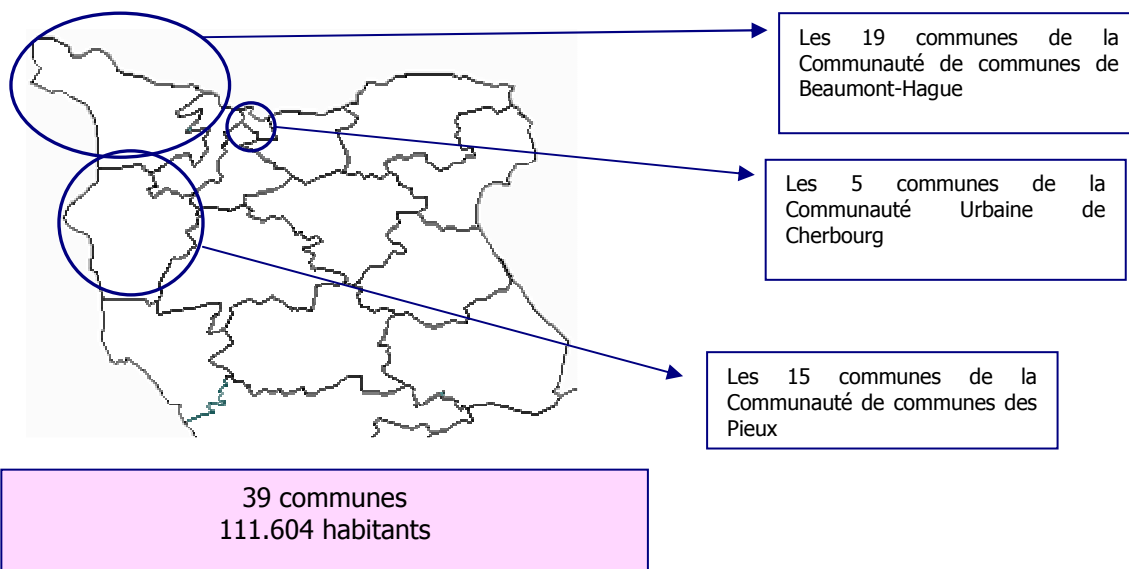 Les 19 communes de la
Communauté de communes de
Beaumont-Hague
Les 5 communes de la
Communauté Urbaine de
Cherbourg
Les 15 communes de la
Communauté de communes des
Pieux
39 communes
111.604 habitants